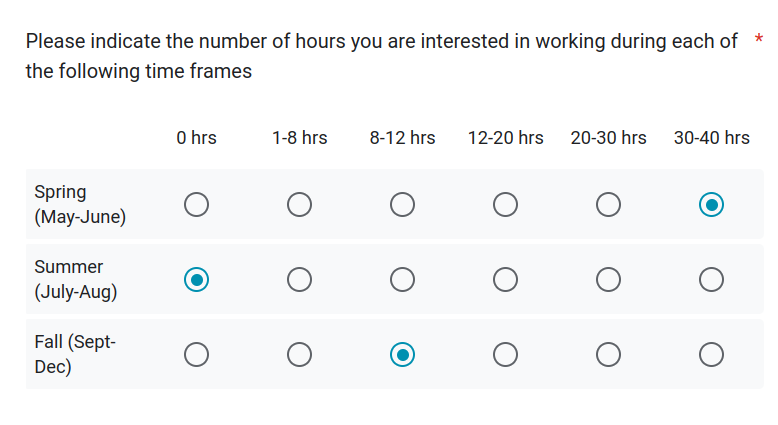 Please indicate the number of hours you are interested in working during each of *
the following time frames
0 hrs 1-8 hrs 8-12 hrs 12-20 hrs 20-30 hrs 30-40 hrs
Spring
(May-June)
Summer
(July-Aug)
Fall (Sept-
Dec)